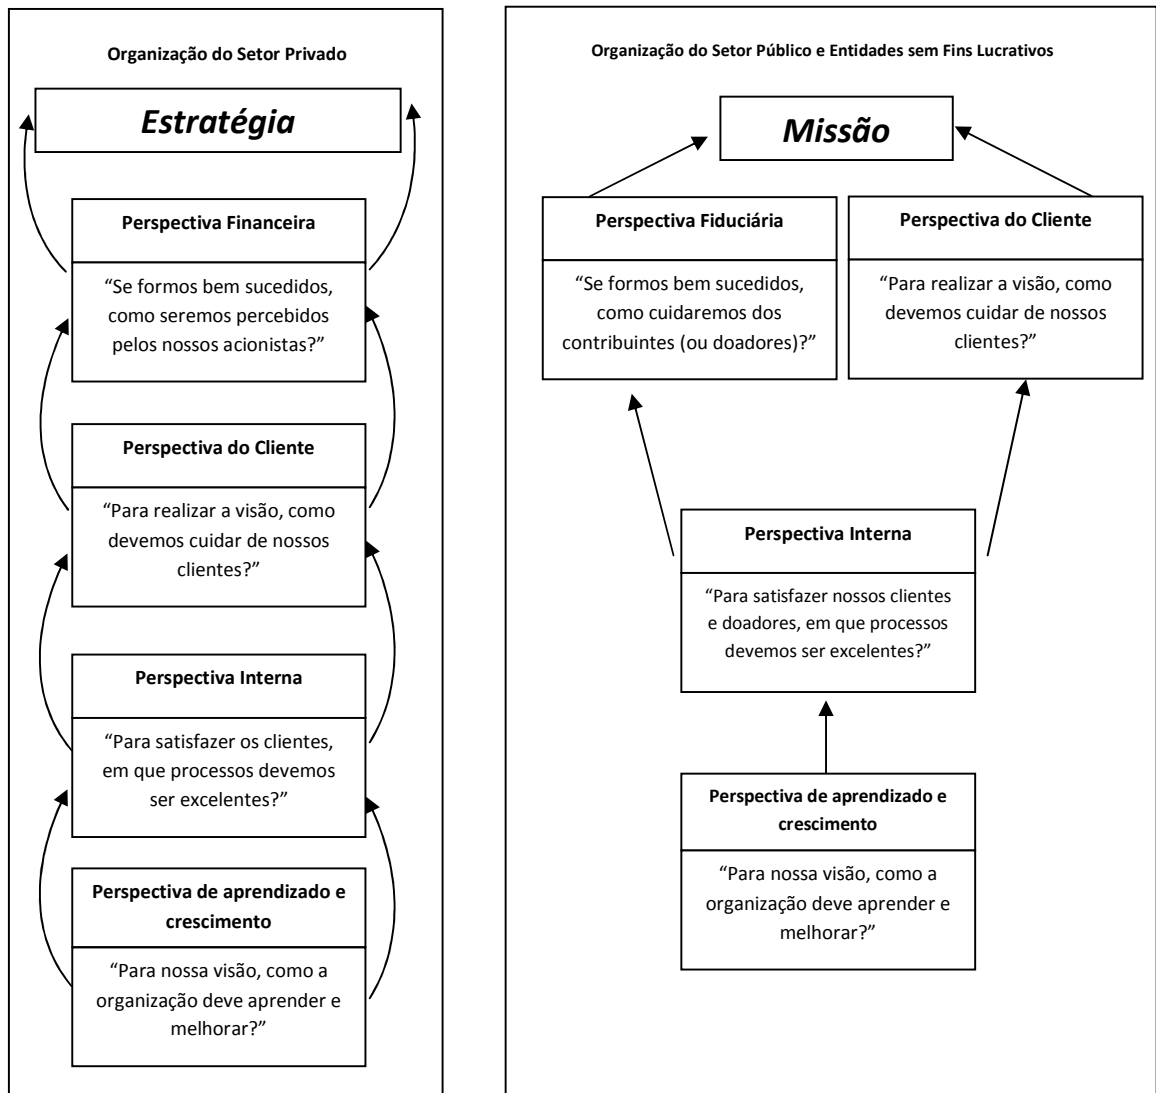 Organização do Setor Privado
Estratégia
Perspectiva Financeira
“Se formos bem sucedidos,
como seremos percebidos
pelos nossos acionistas?”
Perspectiva do Cliente
“Para realizar a visão, como
devemos cuidar de nossos
clientes?”
Perspectiva Interna
“Para satisfazer os clientes,
em que processos devemos
ser excelentes?”
Perspectiva de aprendizado e
crescimento
“Para nossa visão, como a
organização deve aprender e
melhorar?”
Organização do Setor Público e Entidades sem Fins Lucrativos
Missão
Perspectiva Fiduciária
“Se formos bem sucedidos,
como cuidaremos dos
contribuintes (ou doadores)?”
Perspectiva do Cliente
“Para realizar a visão, como
devemos cuidar de nossos
clientes?”
Perspectiva Interna
“Para satisfazer nossos clientes
e doadores, em que processos
devemos ser excelentes?”
Perspectiva de aprendizado e
crescimento
“Para nossa visão, como a
organização deve aprender e
melhorar?”